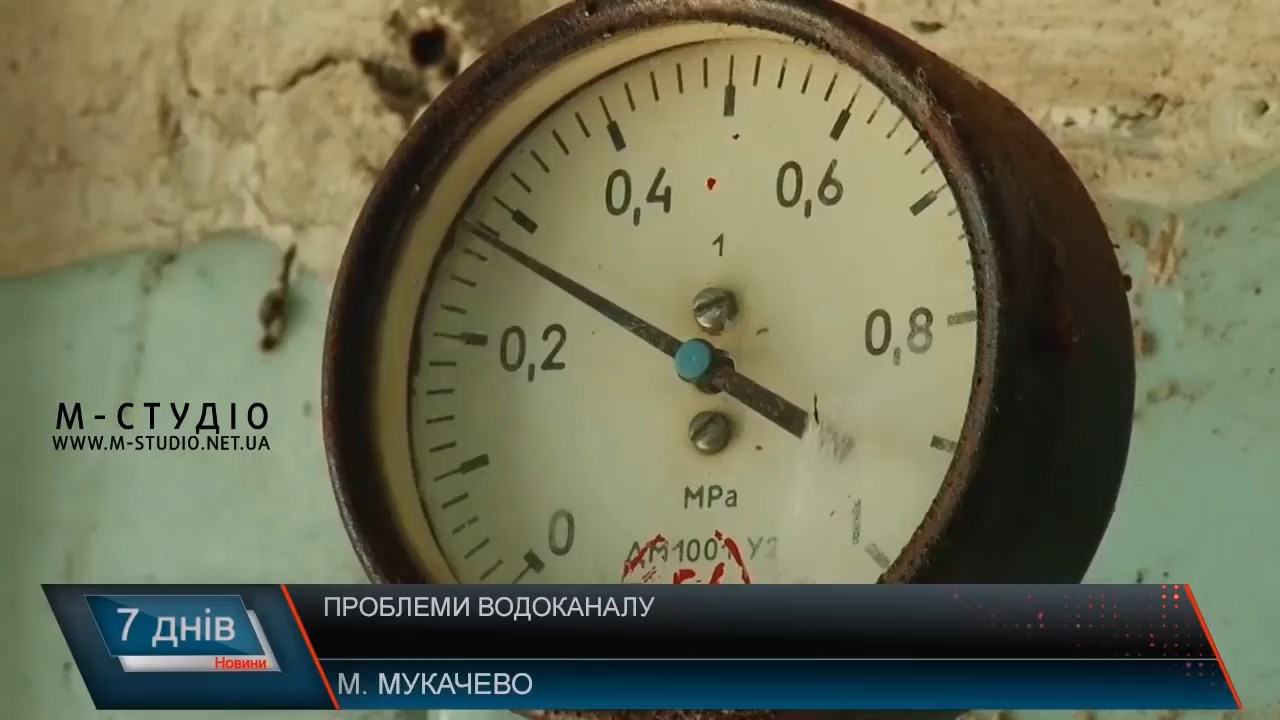 0,4
0,6
1
0,2
0,8
MPa
0
1
М-СТУДІО
WWW.M-STUDIO.NET.UA
7 днів
Новини
ПРОБЛЕМИ ВОДОКАНАЛУ
М. МУКАЧЕВО